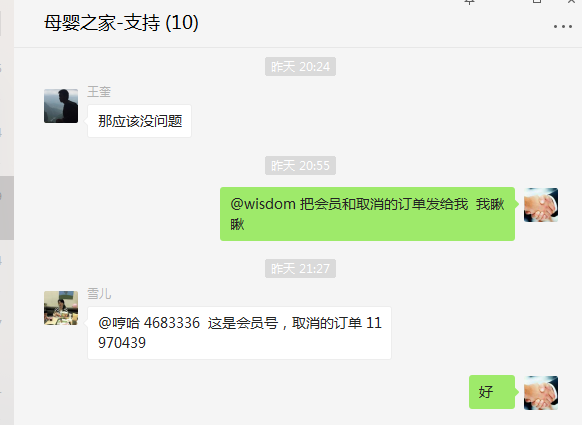 母婴之家-支持 (10)
昨天 20:24
王奎
那应该没问题
昨天 20:55
@wisdom 把会员和取消的订单发给我 我瞅
瞅
昨天 21:27
雪儿
@哼哈 4683336 这是会员号，取消的订单 11
970439
好